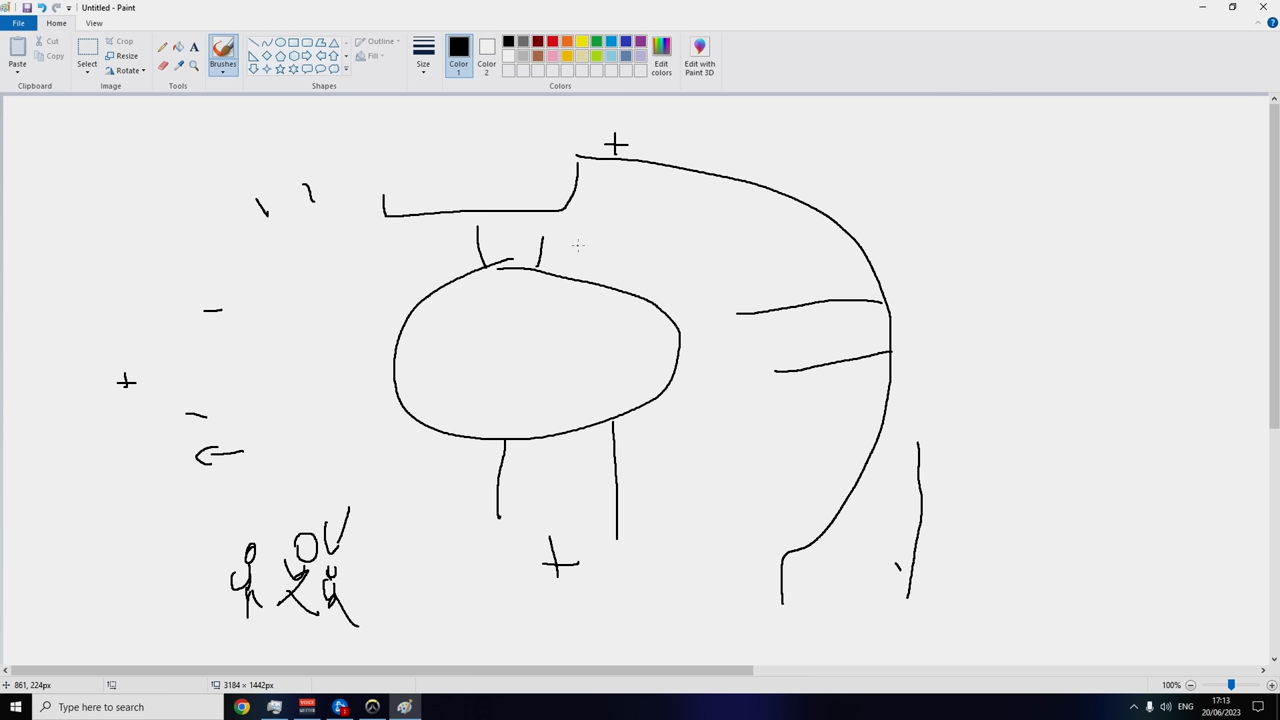 Untitled - Paint
File Home View
Paste
Cut
Copy
Clipboard
Select
Crop
Resize
Rotate
Image
Tools
A
Brushes
Shapes
Outline
Fill
Size
Color 1
Color 2
Edit colors
Colors
Edit with Paint 3D
+
-
+
-
+
0V
861, 224px
3184 × 1442px
100%
Type here to search
ENG
17:13
20/06/2023